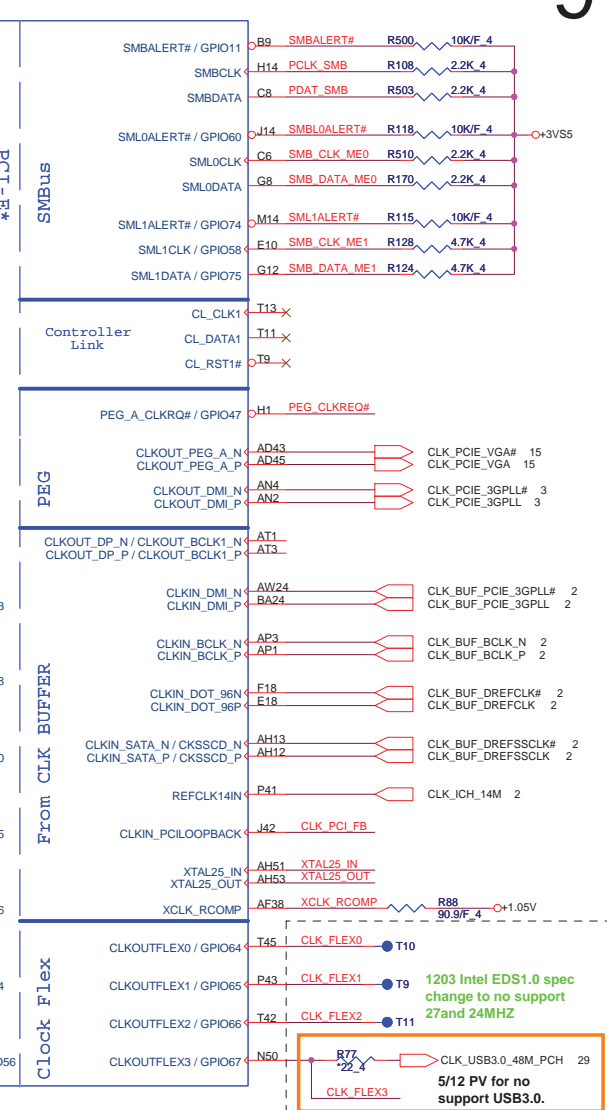 SMBALERT# / GPIO11 B9 SMBALERT# R500 10K/F_4
SMBCLK H14 PCLK_SMB R108 2.2K_4
SMBDATA C8 PDAT_SMB R503 2.2K_4
SML0ALERT# / GPIO60 J14 SMBL0ALERT# R118 10K/F_4 +3VS5
SML0CLK C6 SMB_CLK_ME0 R510 2.2K_4
SML0DATA G8 SMB_DATA_ME0 R170 2.2K_4
SML1ALERT# / GPIO74 M14 SML1ALERT# R115 10K/F_4
SML1CLK / GPIO58 E10 SMB_CLK_ME1 R128 4.7K_4
SML1DATA / GPIO75 G12 SMB_DATA_ME1 R124 4.7K_4
PCI-E*
SMBus
Controller
Link
CL_CLK1 T13
CL_DATA1 T11
CL_RST1# T9
PEG
PEG_A_CLKRQ# / GPIO47 H1 PEG_CLKREQ#
CLKOUT_PEG_A_N AD43 CLK_PCIE_VGA# 15
CLKOUT_PEG_A_P AD45 CLK_PCIE_VGA 15
CLKOUT_DMI_N AN4 CLK_PCIE_3GPLL# 3
CLKOUT_DMI_P AN2 CLK_PCIE_3GPLL 3
From CLK BUFFER
CLKOUT_DP_N / CLKOUT_BCLK1_N AT1
CLKOUT_DP_P / CLKOUT_BCLK1_P AT3
CLKIN_DMI_N AW24 CLK_BUF_PCIE_3GPLL# 2
CLKIN_DMI_P BA24 CLK_BUF_PCIE_3GPLL 2
CLKIN_BCLK_N AP3 CLK_BUF_BCLK_N 2
CLKIN_BCLK_P AP1 CLK_BUF_BCLK_P 2
CLKIN_DOT_96N F18 CLK_BUF_DREFCLK# 2
CLKIN_DOT_96P E18 CLK_BUF_DREFCLK 2
CLKIN_SATA_N / CKSSCD_N AH13 CLK_BUF_DREFSSCLK# 2
CLKIN_SATA_P / CKSSCD_P AH12 CLK_BUF_DREFSSCLK 2
REFCLK14IN P41 CLK_ICH_14M 2
CLKIN_PCILOOPBACK J42 CLK_PCI_FB
XTAL25_IN AH51 XTAL25_IN
XTAL25_OUT AH53 XTAL25_OUT
XCLK_RCOMP AF38 XCLK_RCOMP R88 90.9/F_4 +1.05V
Clock Flex
CLKOUTFLEX0 / GPIO64 T45 CLK_FLEX0 T10
CLKOUTFLEX1 / GPIO65 P43 CLK_FLEX1 T9
CLKOUTFLEX2 / GPIO66 T42 CLK_FLEX2 T11
1203 Intel EDS1.0 spec
change to no support
27and 24MHZ
CLKOUTFLEX3 / GPIO67 N50 R77 *22_4 CLK_USB3.0_48M_PCH 29
CLK_FLEX3
5/12 PV for no
support USB3.0.